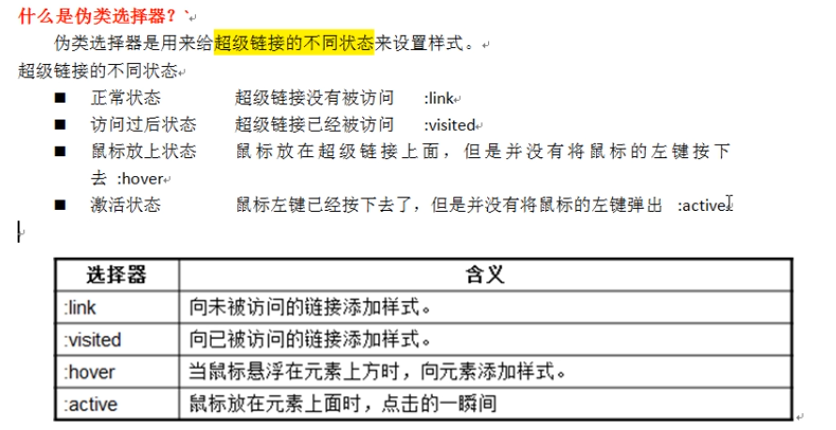 什么是伪类选择器？`
伪类选择器是用来给超级链接的不同状态来设置样式。
超级链接的不同状态
■ 正常状态 超级链接没有被访问 :link
■ 访问过后状态 超级链接已经被访问 :visited
■ 鼠标放上状态 鼠标放在超级链接上面，但是并没有将鼠标的左键按下
去 :hover
■ 激活状态 鼠标左键已经按下去了，但是并没有将鼠标的左键弹出 :active
选择器 含义
:link 向未被访问的链接添加样式。
:visited 向已被访问的链接添加样式。
:hover 当鼠标悬浮在元素上方时，向元素添加样式。
:active 鼠标放在元素上面时，点击的一瞬间